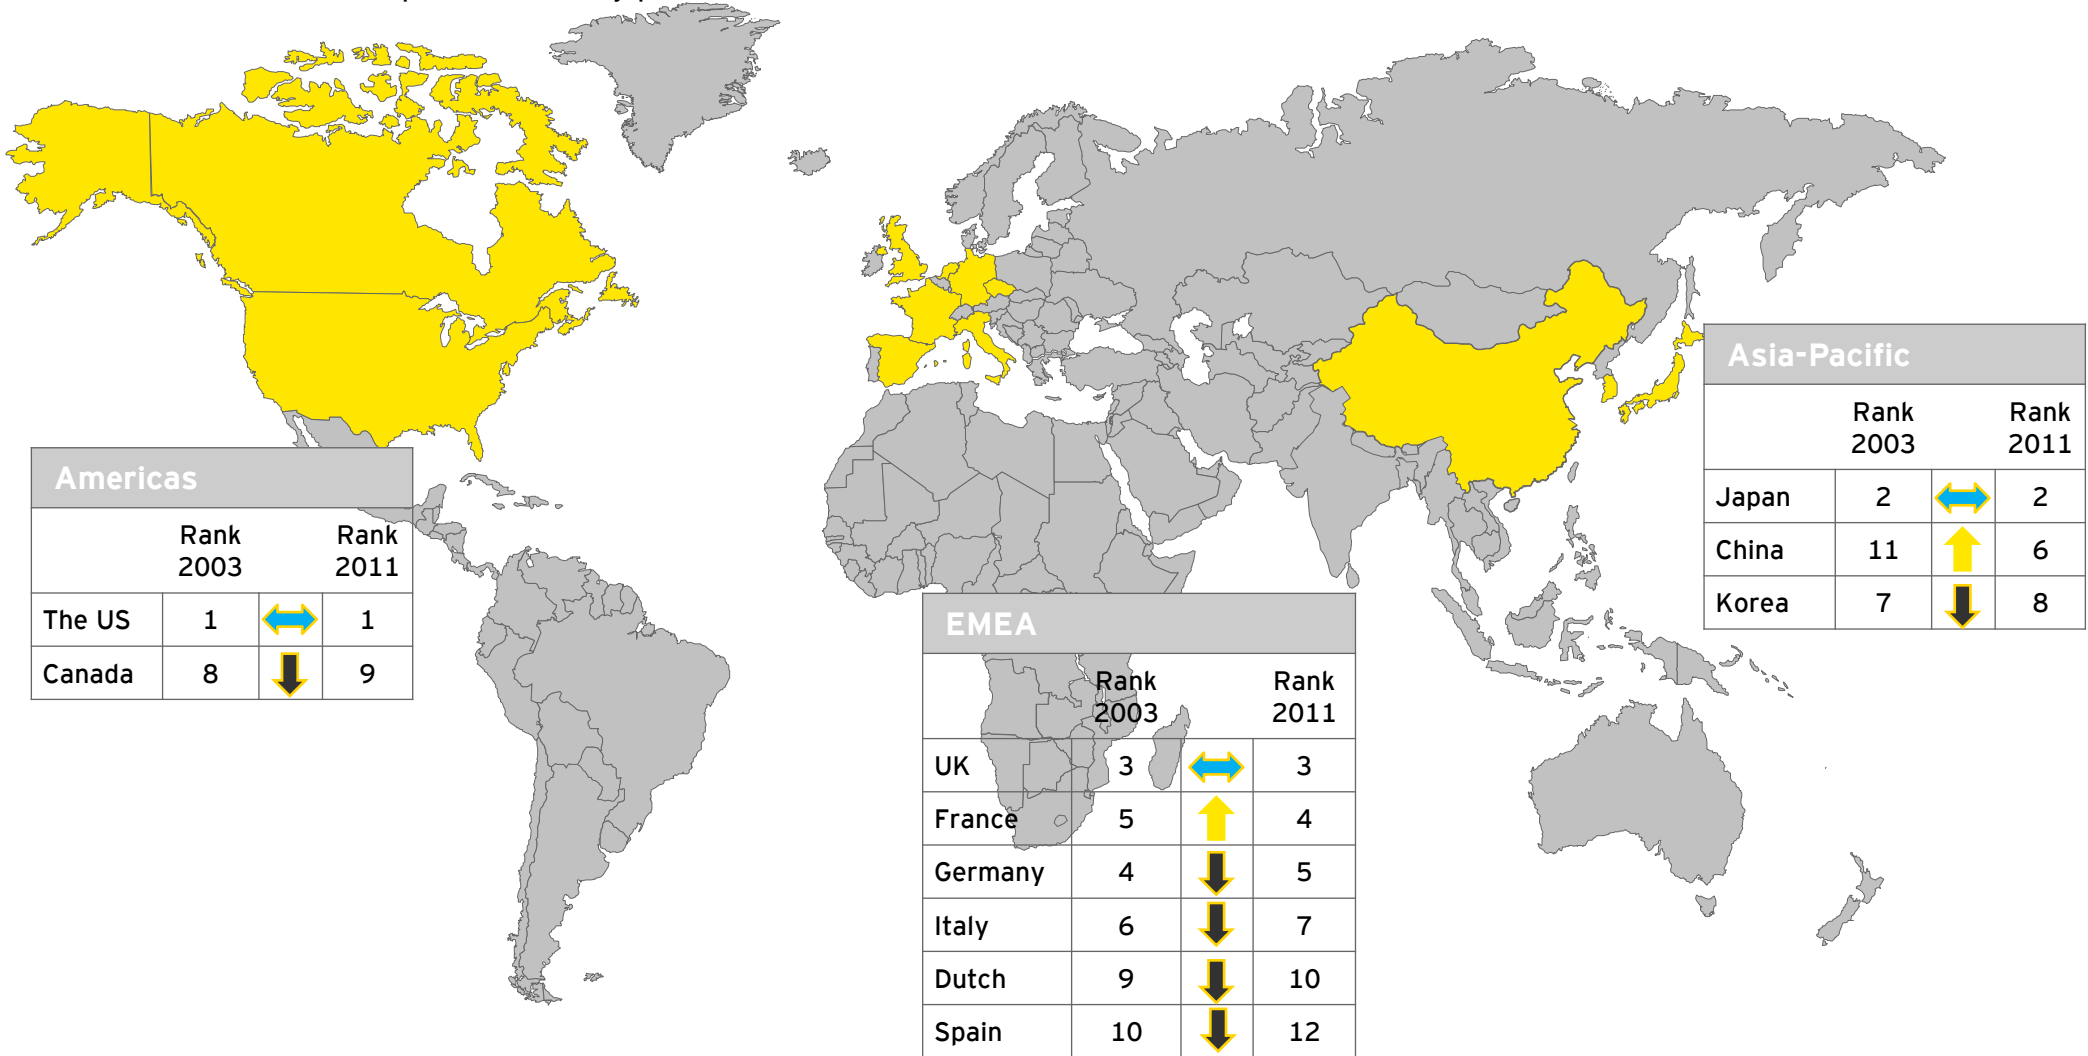 Americas
Rank Rank
2003 2011
The US 1 1
Canada 8 9
EMEA
Rank Rank
2003 2011
UK 3 3
France 5 4
Germany 4 5
Italy 6 7
Dutch 9 10
Spain 10 12
Asia-Pacific
Rank Rank
2003 2011
Japan 2 2
China 11 6
Korea 7 8